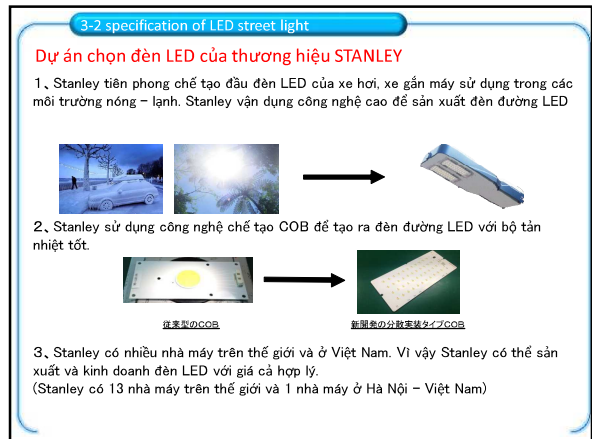 3-2 specification of LED street light
Dự án chọn đèn LED của thương hiệu STANLEY
1、Stanley tiên phong chế tạo đầu đèn LED của xe hơi, xe gắn máy sử dụng trong các
môi trường nóng – lạnh. Stanley vận dụng công nghệ cao để sản xuất đèn đường LED
2、Stanley sử dụng công nghệ chế tạo COB để tạo ra đèn đường LED với bộ tản
nhiệt tốt.
従来型のCOB
新開発の分散実装タイプCOB
3、Stanley có nhiều nhà máy trên thế giới và ở Việt Nam. Vì vậy Stanley có thể sản
xuất và kinh doanh đèn LED với giá cả hợp lý.
(Stanley có 13 nhà máy trên thế giới và 1 nhà máy ở Hà Nội – Việt Nam)